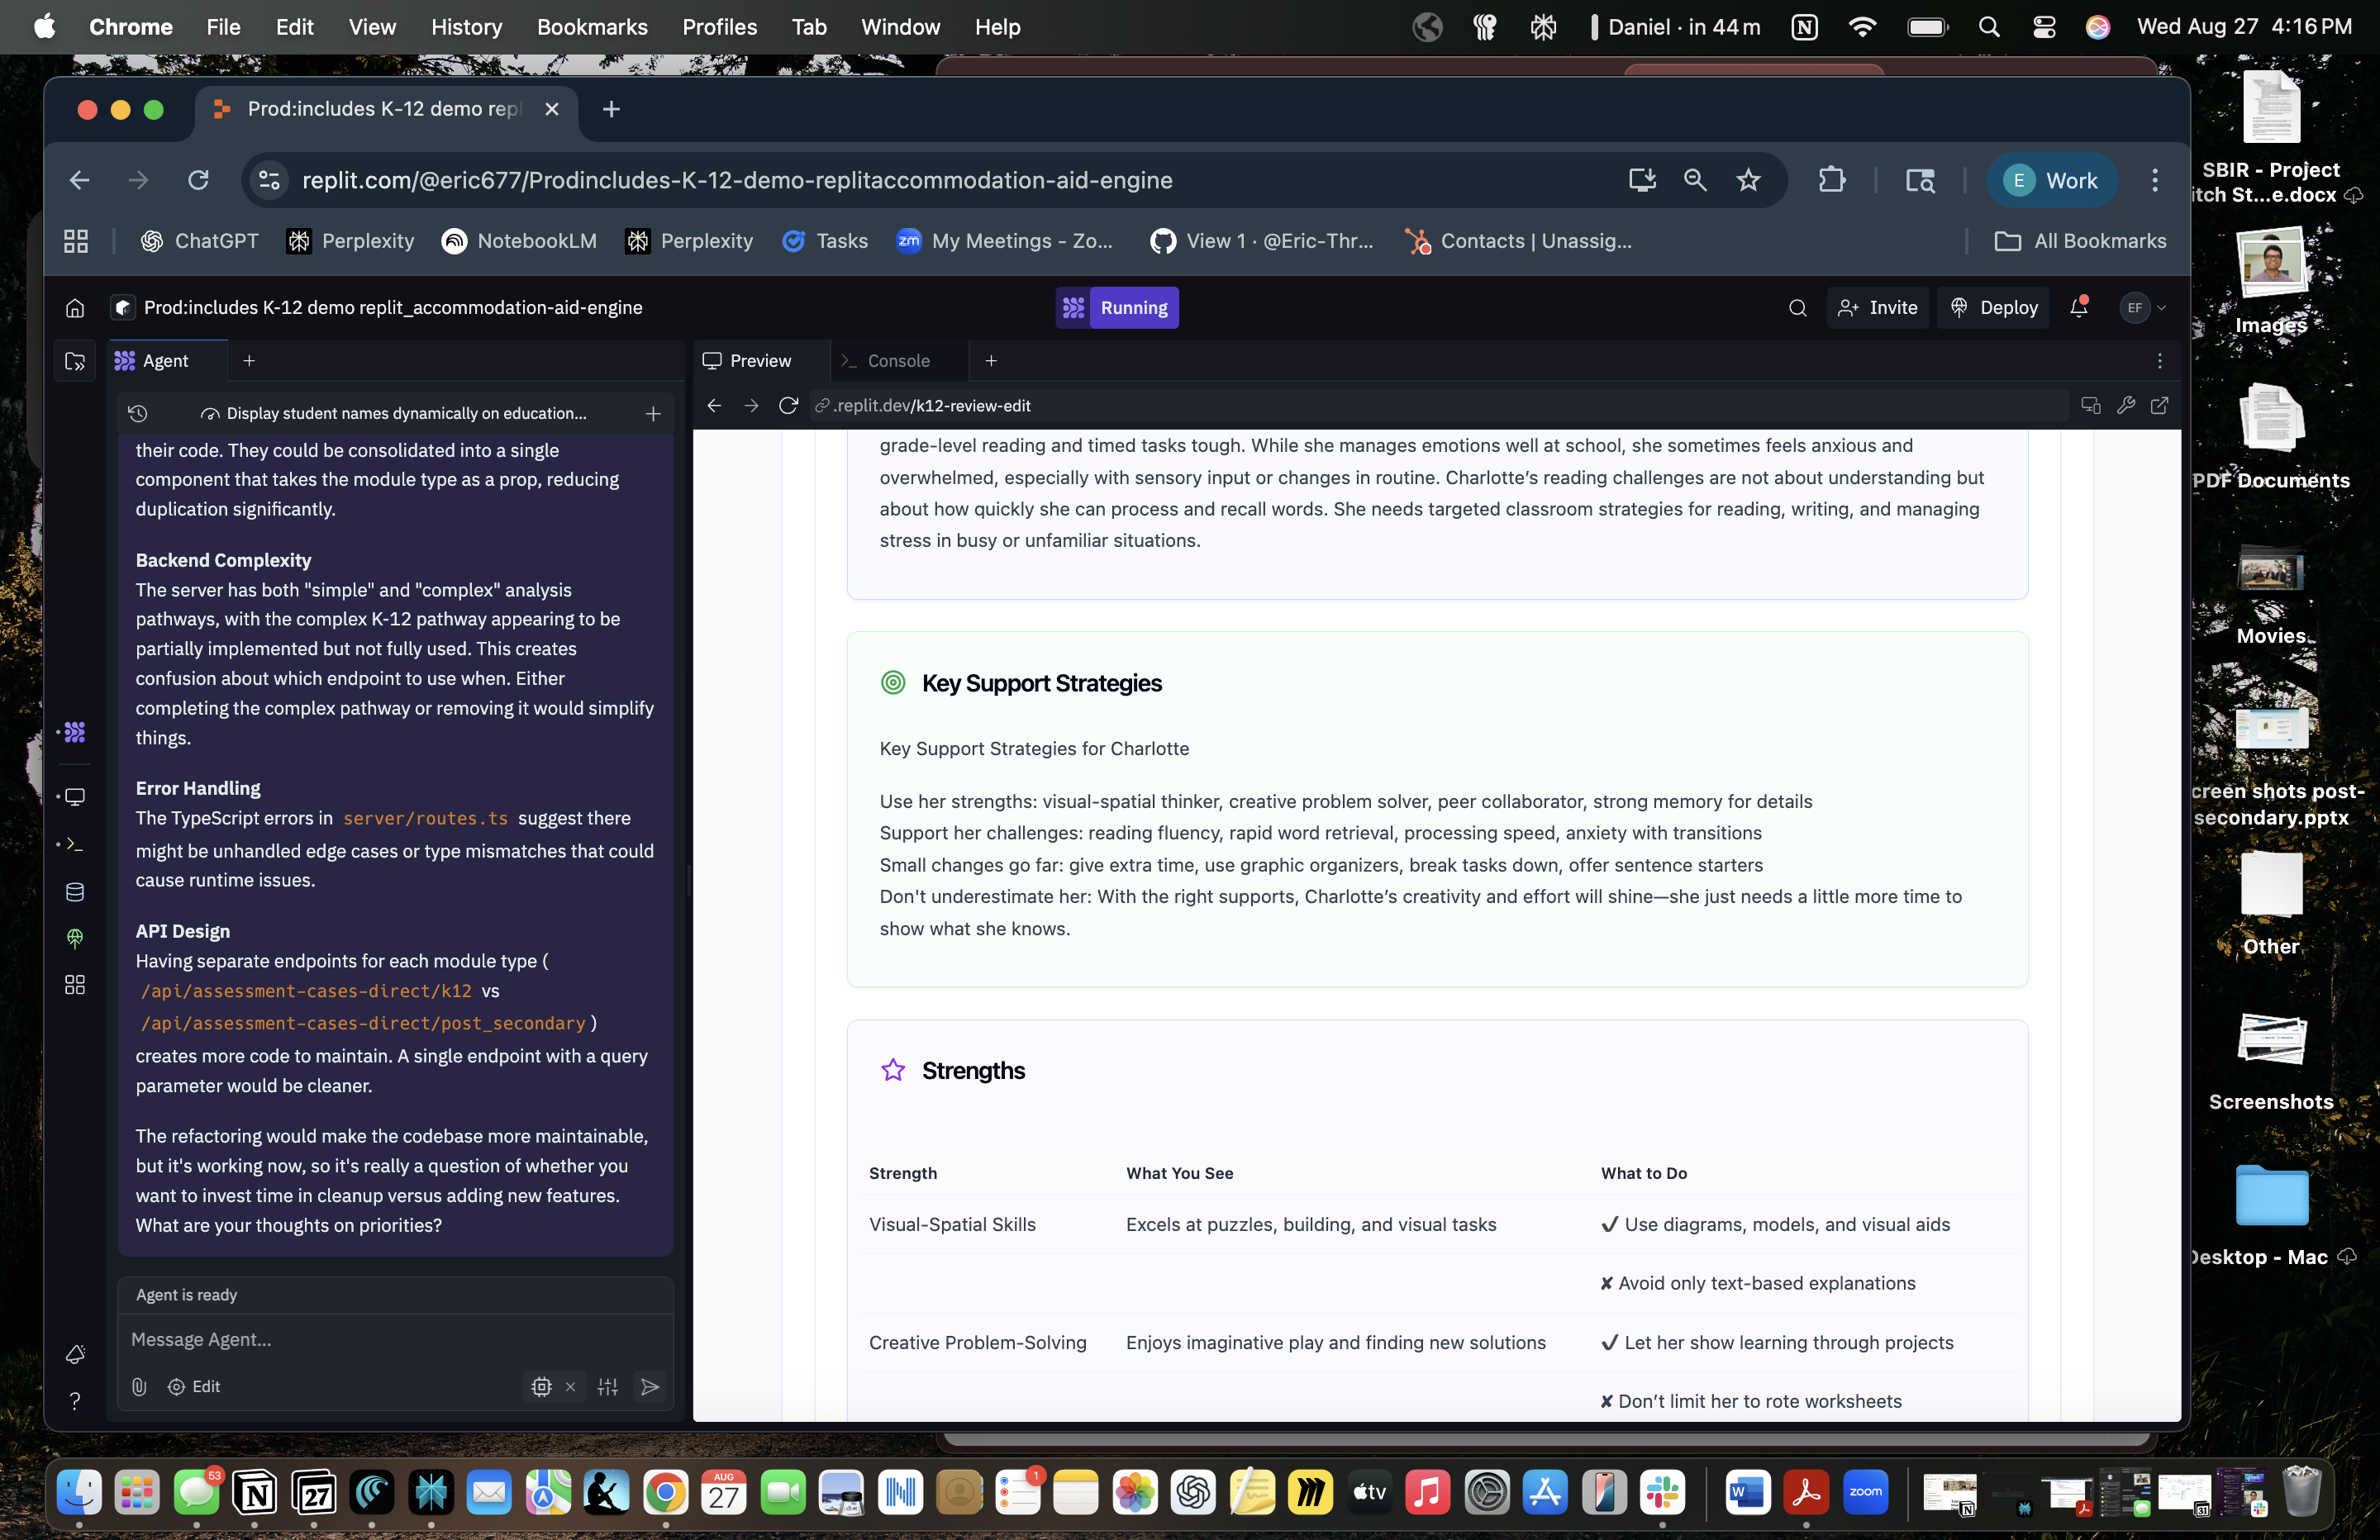 Chrome File Edit View History Bookmarks Profiles Tab Window Help
Daniel · in 44 m
Wed Aug 27 4:16 PM
Prod:includes K-12 demo repl
replit.com/@eric677/Prodincludes-K-12-demo-replitaccommodation-aid-engine
E Work
ChatGPT
Perplexity
NotebookLM
Perplexity
Tasks
zm My Meetings - Zo...
View 1 · @Eric-Thr...
Contacts | Unassig...
All Bookmarks
Prod:includes K-12 demo replit_accommodation-aid-engine
Running
Invite
Deploy
EF
Agent
Display student names dynamically on education...
their code. They could be consolidated into a single
component that takes the module type as a prop, reducing
duplication significantly.
Backend Complexity
The server has both "simple" and "complex" analysis
pathways, with the complex K-12 pathway appearing to be
partially implemented but not fully used. This creates
confusion about which endpoint to use when. Either
completing the complex pathway or removing it would simplify
things.
Error Handling
The TypeScript errors in server/routes.ts suggest there
might be unhandled edge cases or type mismatches that could
cause runtime issues.
API Design
Having separate endpoints for each module type (
/api/assessment-cases-direct/k12 vs
/api/assessment-cases-direct/post_secondary )
creates more code to maintain. A single endpoint with a query
parameter would be cleaner.
The refactoring would make the codebase more maintainable,
but it's working now, so it's really a question of whether you
want to invest time in cleanup versus adding new features.
What are your thoughts on priorities?
Agent is ready
Message Agent...
Edit
Preview
Console
.replit.dev/k12-review-edit
grade-level reading and timed tasks tough. While she manages emotions well at school, she sometimes feels anxious and
overwhelmed, especially with sensory input or changes in routine. Charlotte’s reading challenges are not about understanding but
about how quickly she can process and recall words. She needs targeted classroom strategies for reading, writing, and managing
stress in busy or unfamiliar situations.
Key Support Strategies
Key Support Strategies for Charlotte
Use her strengths: visual-spatial thinker, creative problem solver, peer collaborator, strong memory for details
Support her challenges: reading fluency, rapid word retrieval, processing speed, anxiety with transitions
Small changes go far: give extra time, use graphic organizers, break tasks down, offer sentence starters
Don't underestimate her: With the right supports, Charlotte’s creativity and effort will shine—she just needs a little more time to
show what she knows.
Strengths
Strength What You See What to Do
Visual-Spatial Skills Excels at puzzles, building, and visual tasks ✔ Use diagrams, models, and visual aids
✘ Avoid only text-based explanations
Creative Problem-Solving Enjoys imaginative play and finding new solutions ✔ Let her show learning through projects
✘ Don’t limit her to rote worksheets
SBIR - Project
itch St...e.docx
Images
PDF Documents
Movies
creen shots post-
secondary.pptx
Other
Screenshots
Desktop - Mac
53
27
AUG
27
1
tv
W
zoom
31